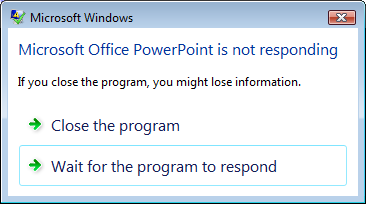 Microsoft Windows
Microsoft Office PowerPoint is not responding
If you close the program, you might lose information.
Close the program
Wait for the program to respond